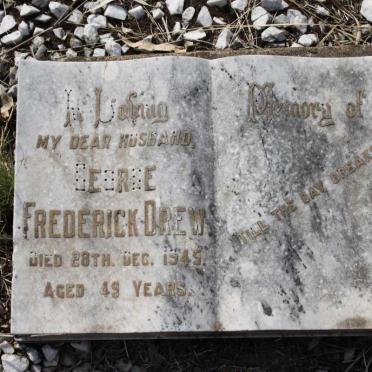 In Loving Memory of
MY DEAR HUSBAND,
GEORGE
FREDERICK DREW
DIED 28TH. DEC. 1945.
AGED 49 YEARS.
TILL THE DAY BREAKS